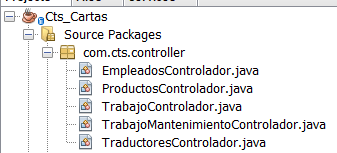 Cts_Cartas
Source Packages
com.cts.controller
EmpleadosControlador.java
ProductosControlador.java
TrabajoControlador.java
TrabajoMantenimientoControlador.java
TraductoresControlador.java